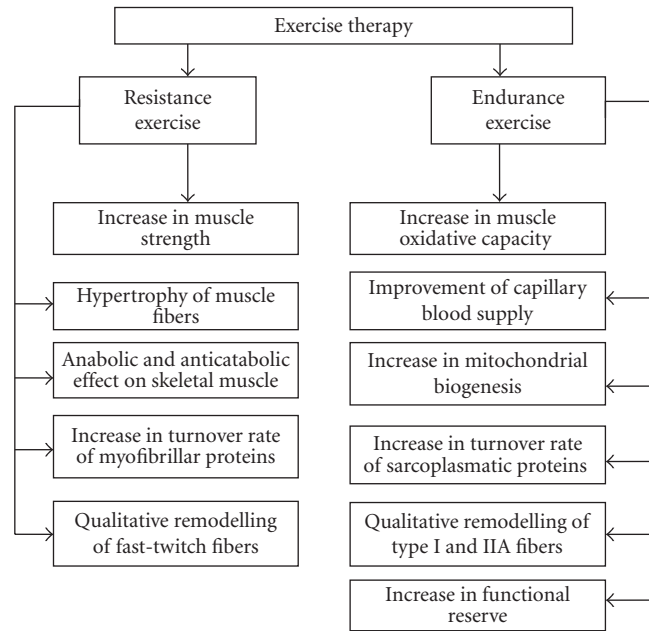 Exercise therapy
Resistance
exercise
Endurance
exercise
Increase in muscle
strength
Increase in muscle
oxidative capacity
Hypertrophy of muscle
fibers
Improvement of capillary
blood supply
Anabolic and anticatabolic
effect on skeletal muscle
Increase in mitochondrial
biogenesis
Increase in turnover rate
of myofibrillar proteins
Increase in turnover rate
of sarcoplasmatic proteins
Qualitative remodelling
of fast-twitch fibers
Qualitative remodelling of
type I and IIA fibers
Increase in functional
reserve